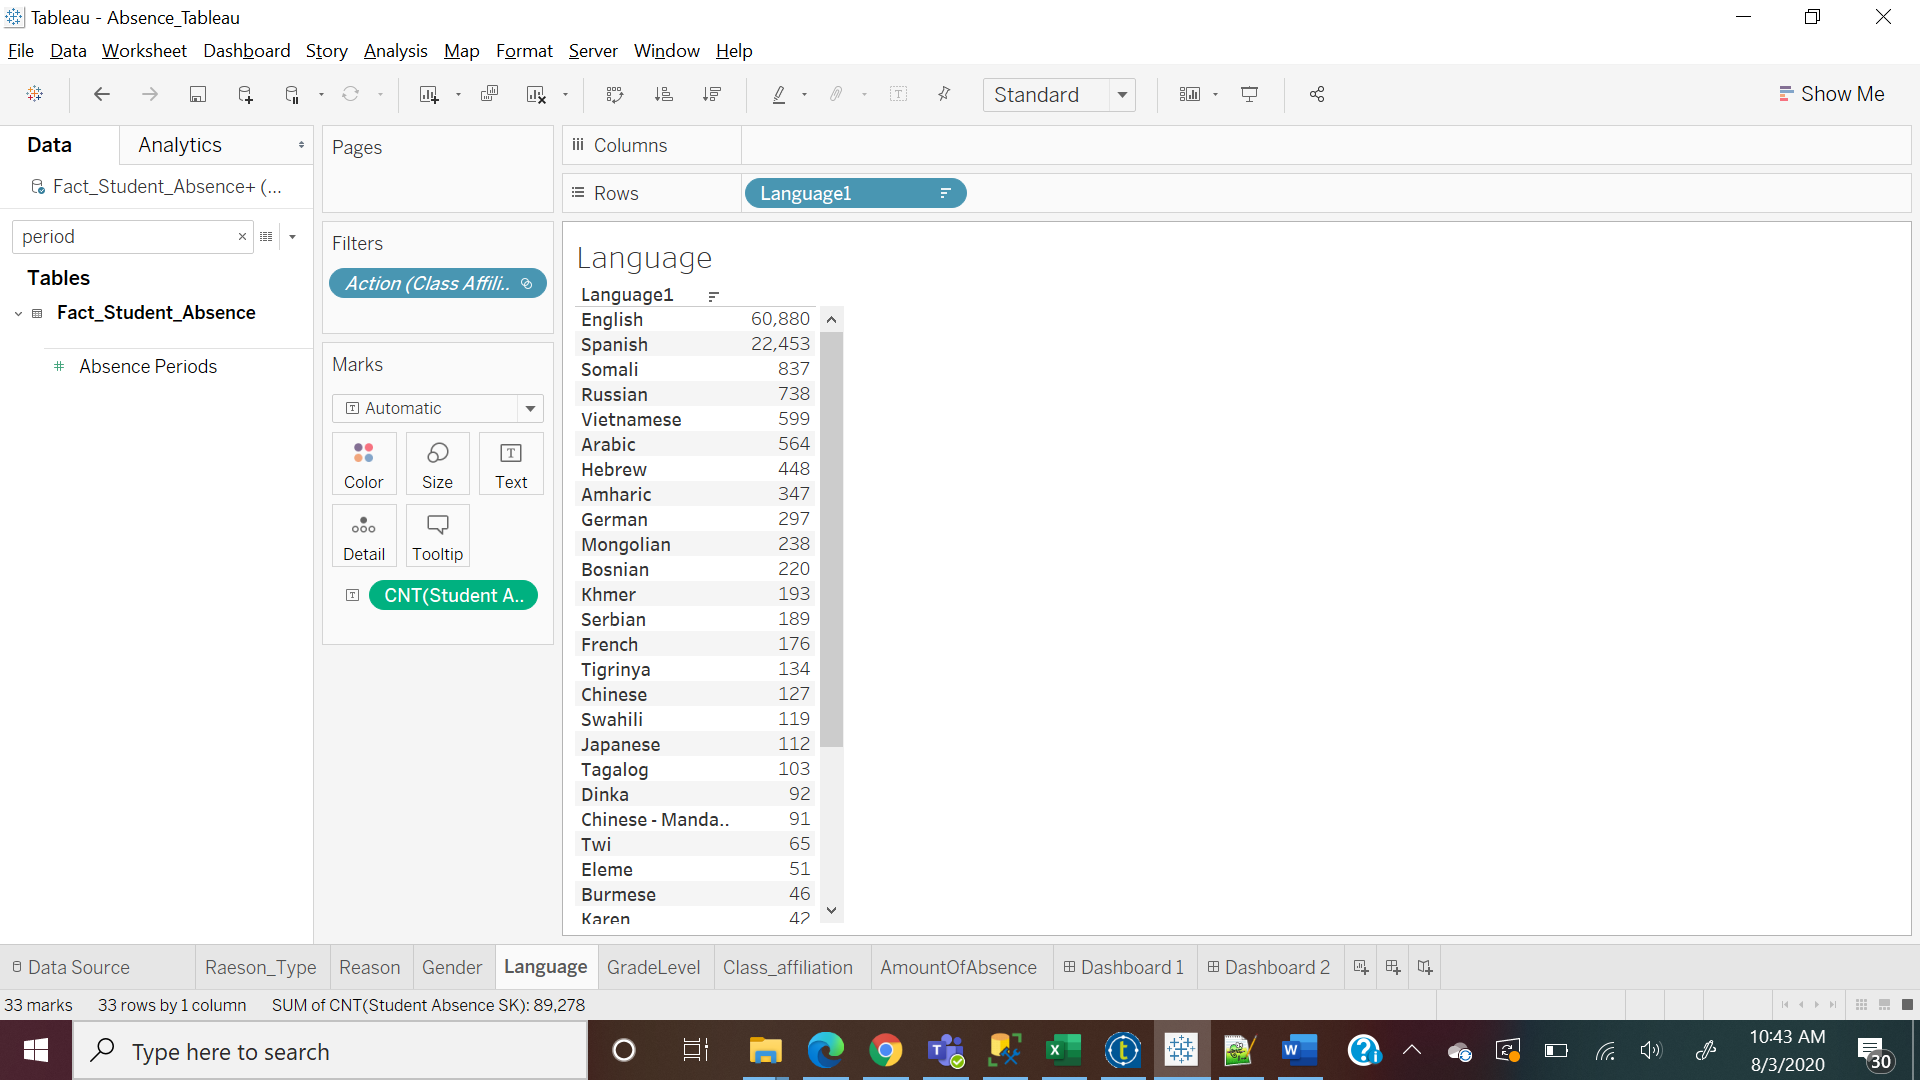 Tableau - Absence_Tableau
File Data Worksheet Dashboard Story Analysis Map Format Server Window Help
Standard
Show Me
Data
Analytics
Fact_Student_Absence+ (...
period
Tables
Fact_Student_Absence
Absence Periods
Pages
Filters
Action (Class Affili..
Marks
Automatic
Color
Size
Text
Detail
Tooltip
CNT(Student A..
Columns
Rows
Language1
Language
Language1
English 60,880
Spanish 22,453
Somali 837
Russian 738
Vietnamese 599
Arabic 564
Hebrew 448
Amharic 347
German 297
Mongolian 238
Bosnian 220
Khmer 193
Serbian 189
French 176
Tigrinya 134
Chinese 127
Swahili 119
Japanese 112
Tagalog 103
Dinka 92
Chinese - Manda.. 91
Twi 65
Eleme 51
Burmese 46
Karen 42
Data Source
Raeson_Type
Reason
Gender
Language
GradeLevel
Class_affiliation
AmountOfAbsence
Dashboard 1
Dashboard 2
33 marks 33 rows by 1 column SUM of CNT(Student Absence SK): 89,278
Type here to search
10:43 AM
8/3/2020
30